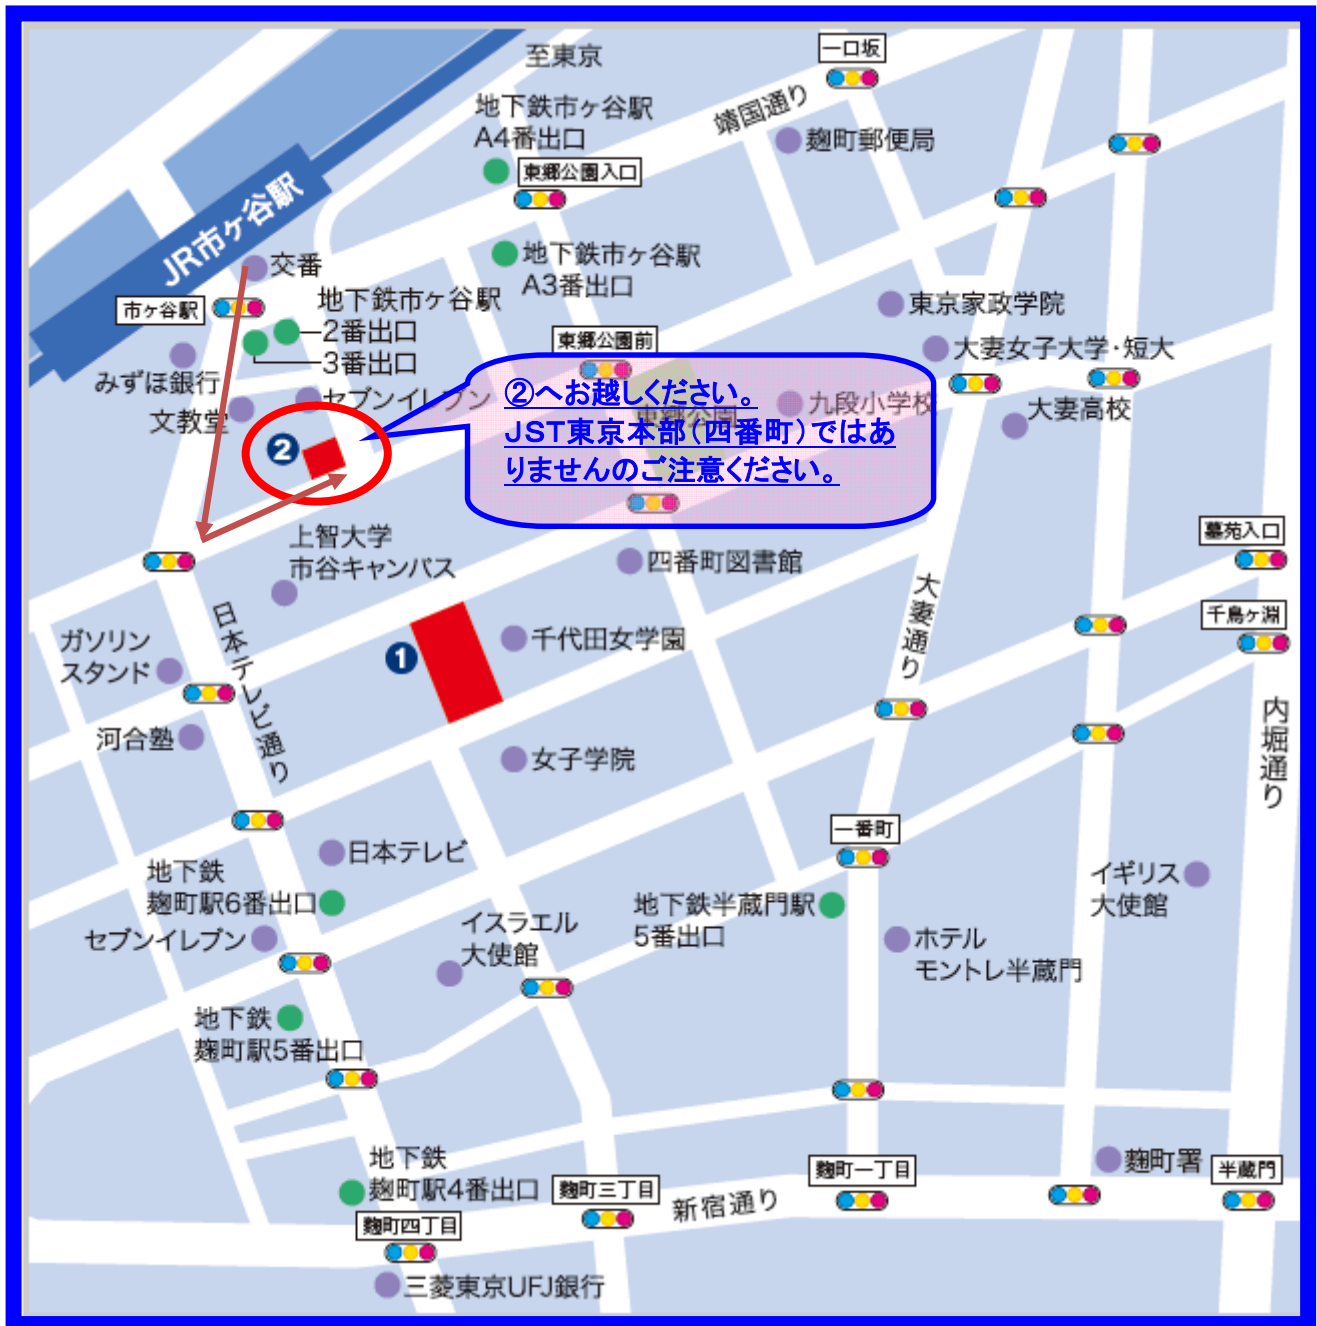 至東京
一口坂
地下鉄市ヶ谷駅
A4番出口
靖国通り
麹町郵便局
東郷公園入口
JR市ヶ谷駅
交番
地下鉄市ヶ谷駅
A3番出口
市ヶ谷駅
地下鉄市ヶ谷駅
2番出口
3番出口
東京家政学院
東郷公園前
大妻女子大学・短大
みずほ銀行
セブンイレブン
文教堂
②へお越しください。
JST東京本部(四番町)ではあ
りませんのご注意ください。
東郷公園
九段小学校
大妻高校
2
上智大学
市谷キャンパス
四番町図書館
墓苑入口
大妻通り
千鳥ヶ淵
日本テレビ通り
ガソリン
スタンド
1
千代田女学園
河合塾
女子学院
内堀通り
一番町
日本テレビ
地下鉄
麹町駅6番出口
イギリス
大使館
地下鉄半蔵門駅
5番出口
イスラエル
大使館
セブンイレブン
ホテル
モントレ半蔵門
地下鉄
麹町駅5番出口
地下鉄
麹町駅4番出口
麹町三丁目
新宿通り
麹町一丁目
麹町署
半蔵門
麹町四丁目
三菱東京UFJ銀行